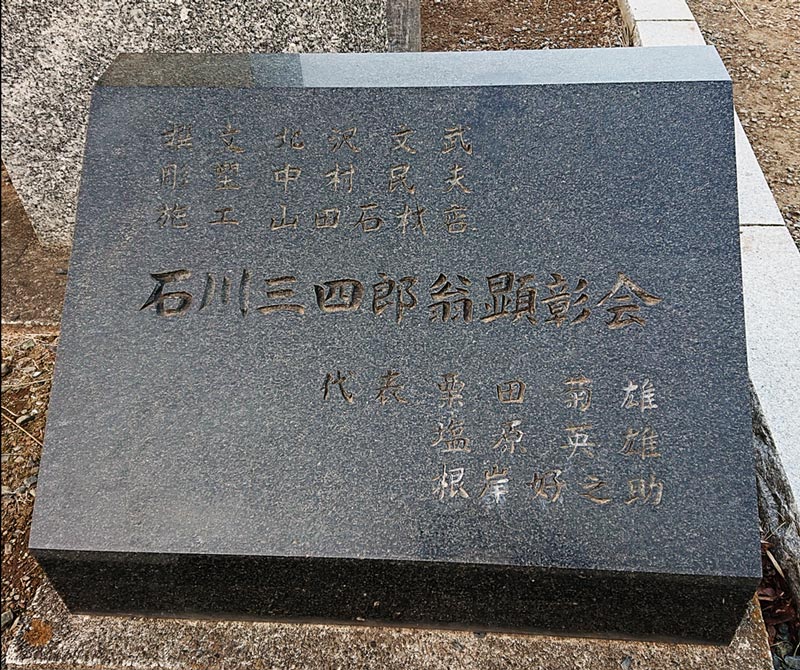 撰文 北沢文武
彫塑 中村民夫
施工 山田石材店
石川三四郎翁顕彰会
代表 栗田菊雄
塩原英雄
根岸好之助